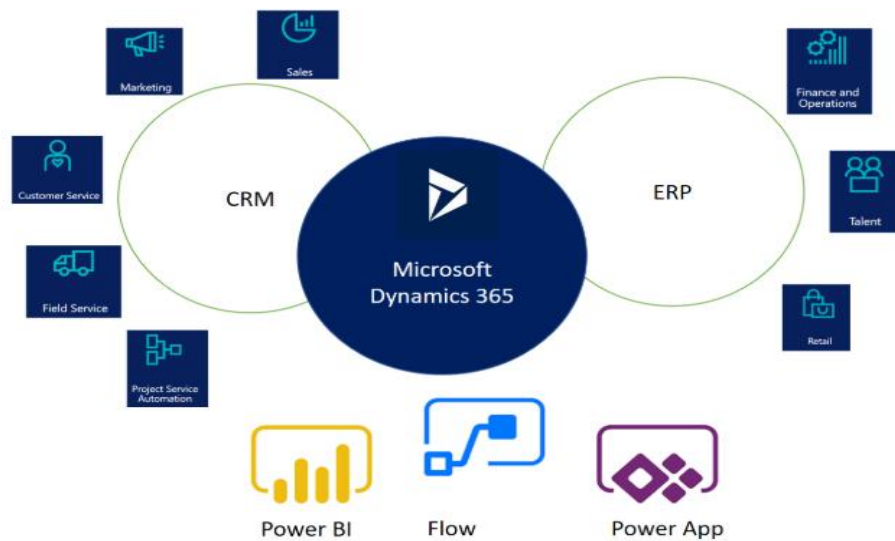 Sales
Marketing
Customer Service
Field Service
Project Service
Automation
CRM
Microsoft
Dynamics 365
ERP
Finance and
Operations
Talent
Retail
Power BI
Flow
Power App